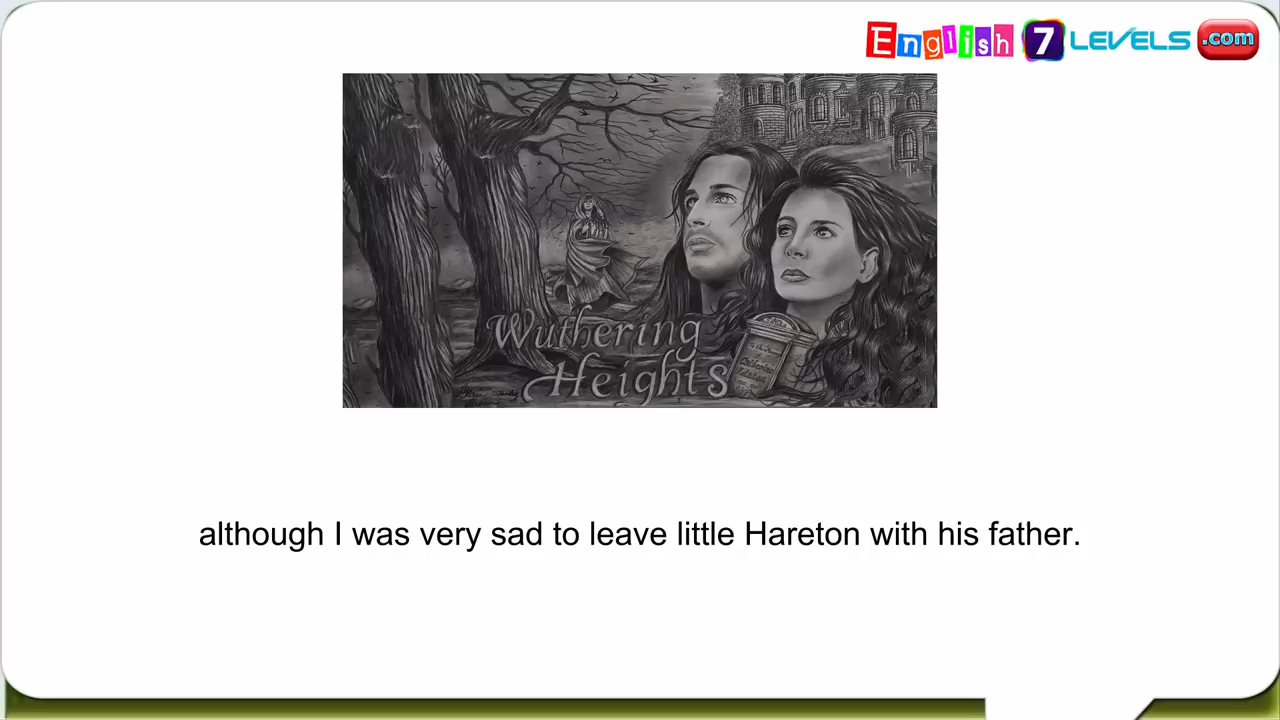 English 7 LEVELS .com
Wuthering
Heights
although I was very sad to leave little Hareton with his father.